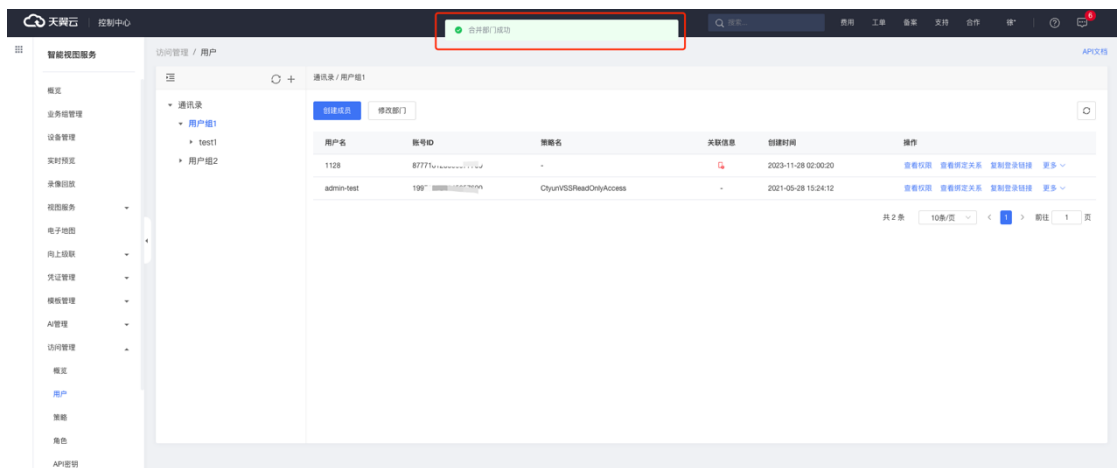 天翼云 控制中心 合并部门成功 搜索... 费用 工单 备案 支持 合作 6
智能视图服务 访问管理 / 用户 API文档
通讯录 / 用户组1
概览
通讯录 创建成员 修改部门
业务组管理
用户组1
设备管理
test1 用户名 账号ID 策略名 关联信息 创建时间 操作
实时预览
用户组2 1128 - 2023-11-28 02:00:20 查看权限 查看绑定关系 复制登录链接 更多
录像回放
admin-test CtyunVSSReadOnlyAccess - 2021-05-28 15:24:12 查看权限 查看绑定关系 复制登录链接 更多
视图服务
共 2 条 10条/页 1 前往 1 页
电子地图
向上级联
凭证管理
模板管理
AI管理
访问管理
概览
用户
策略
角色
API密钥